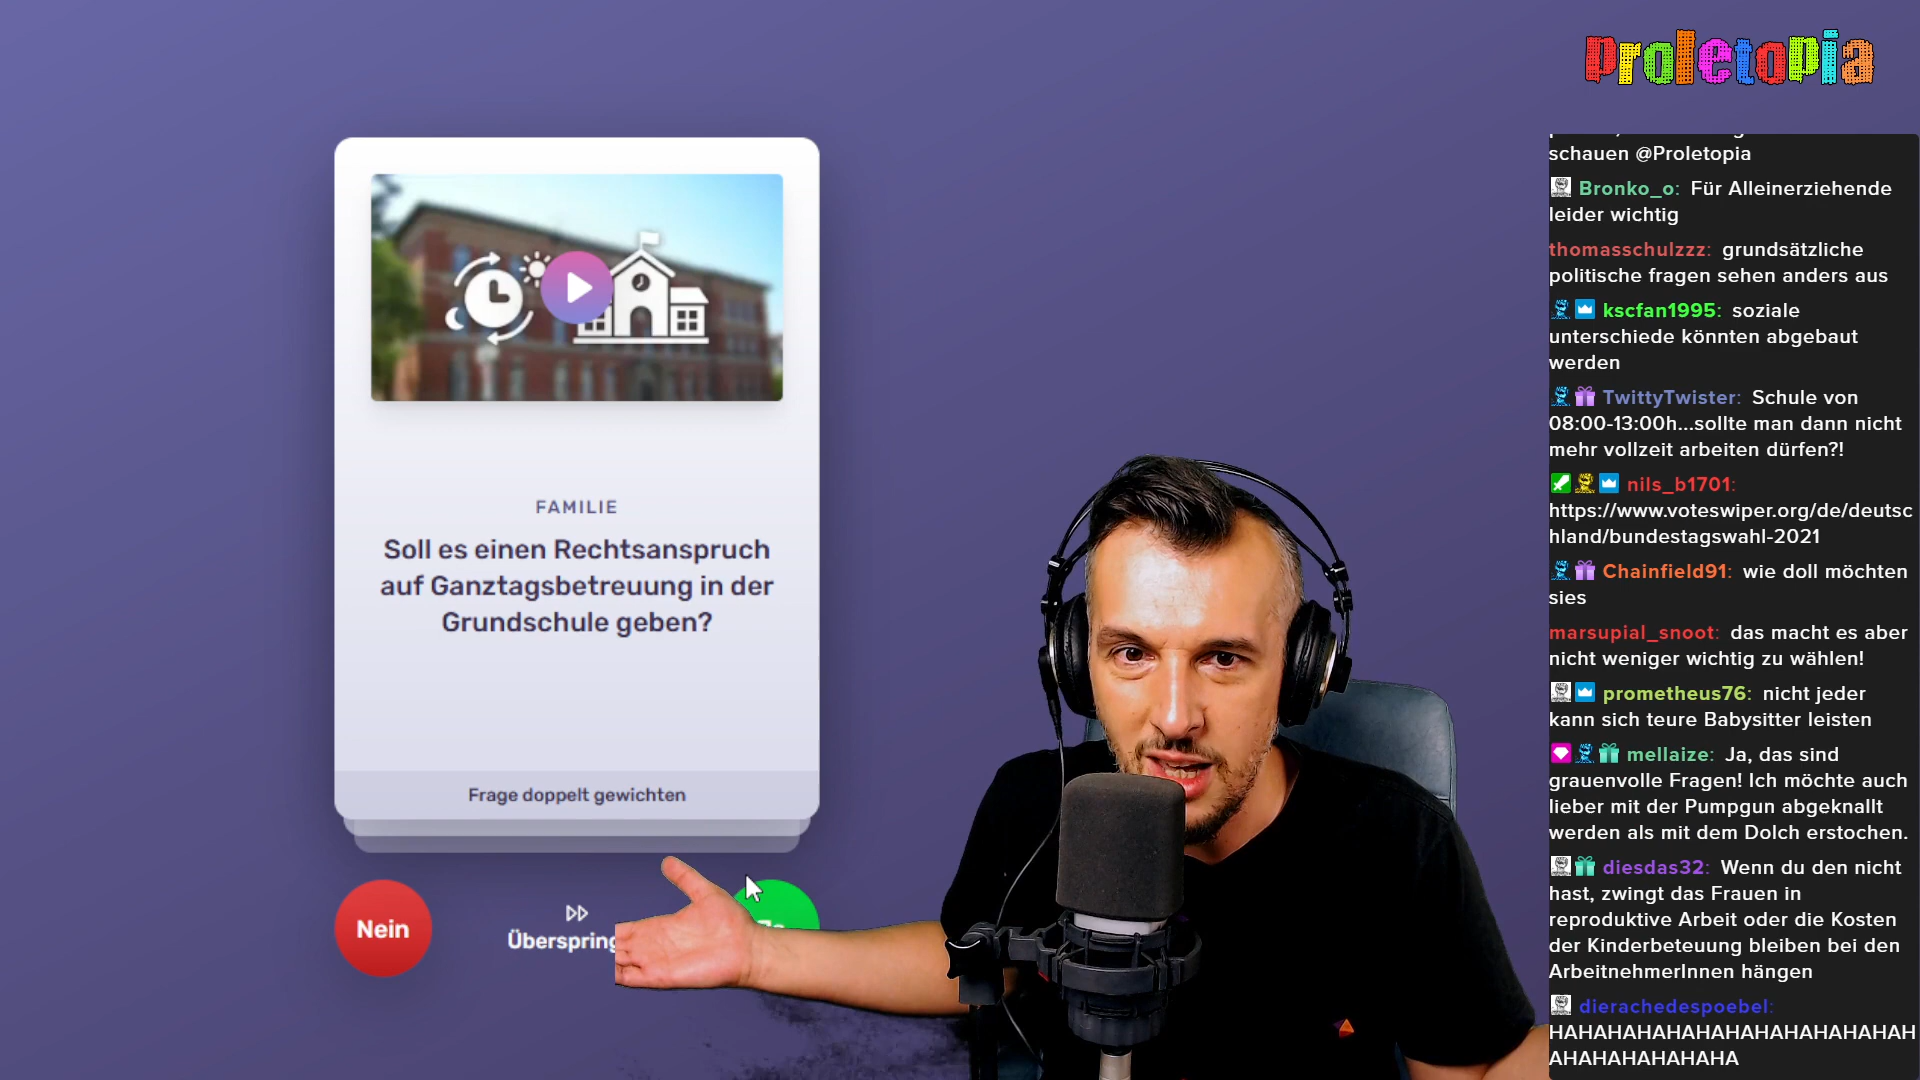 Proletopia
FAMILIE
Soll es einen Rechtsanspruch
auf Ganztagsbetreuung in der
Grundschule geben?
Frage doppelt gewichten
Nein
schauen @Proletopia
Bronko_o: Für Alleinerziehende
leider wichtig
thomasschulzzz: grundsätzliche
politische fragen sehen anders aus
kscfan1995: soziale
unterschiede könnten abgebaut
werden
TwittyTwister: Schule von
08:00-13:00h...sollte man dann nicht
mehr vollzeit arbeiten dürfen?!
nils_b1701:
https://www.voteswiper.org/de/deutsc
hland/bundestagswahl-2021
Chainfield91: wie doll möchten
sies
marsupial_snoot: das macht es aber
nicht weniger wichtig zu wählen!
prometheus76: nicht jeder
kann sich teure Babysitter leisten
mellaize: Ja, das sind
grauenvolle Fragen! Ich möchte auch
lieber mit der Pumpgun abgeknallt
werden als mit dem Dolch erstochen.
diesdas32: Wenn du den nicht
hast, zwingt das Frauen in
reproduktive Arbeit oder die Kosten
der Kinderbeteuung bleiben bei den
ArbeitnehmerInnen hängen
dierachedespoebel:
HAHAHAHAHAHAHAHAHAHAHAHAH
AHAHAHAHAHAHA